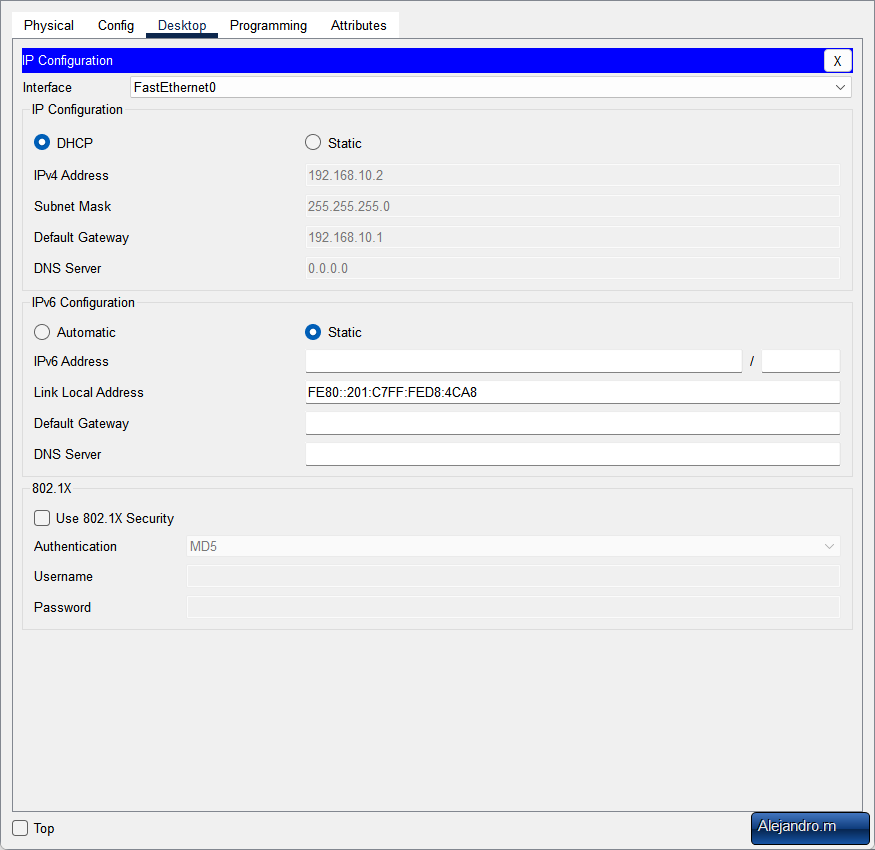 Physical Config Desktop Programming Attributes
IP Configuration X
Interface FastEthernet0
IP Configuration
DHCP Static
IPv4 Address 192.168.10.2
Subnet Mask 255.255.255.0
Default Gateway 192.168.10.1
DNS Server 0.0.0.0
IPv6 Configuration
Automatic Static
IPv6 Address /
Link Local Address FE80::201:C7FF:FED8:4CA8
Default Gateway
DNS Server
802.1X
Use 802.1X Security
Authentication MD5
Username
Password
Top Alejandro.m